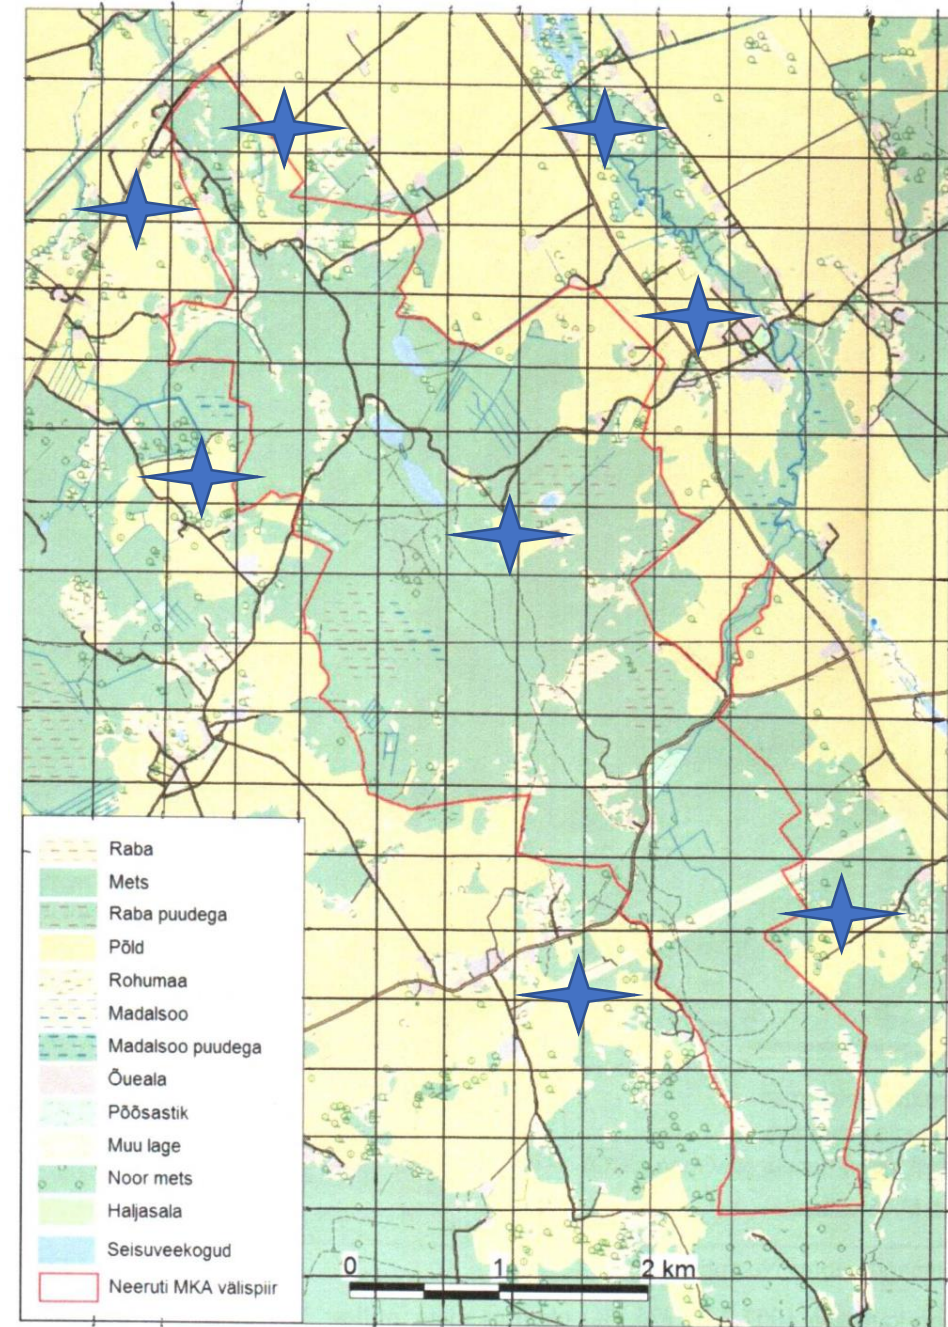 Raba
Mets
Raba puudega
Põld
Rohumaa
Madalsoo
Madalsoo puudega
Õueala
Põõsastik
Muu lage
Noor mets
Haljasala
Seisuveekogud
Neeruti MKA välispiir
0 1 2 km